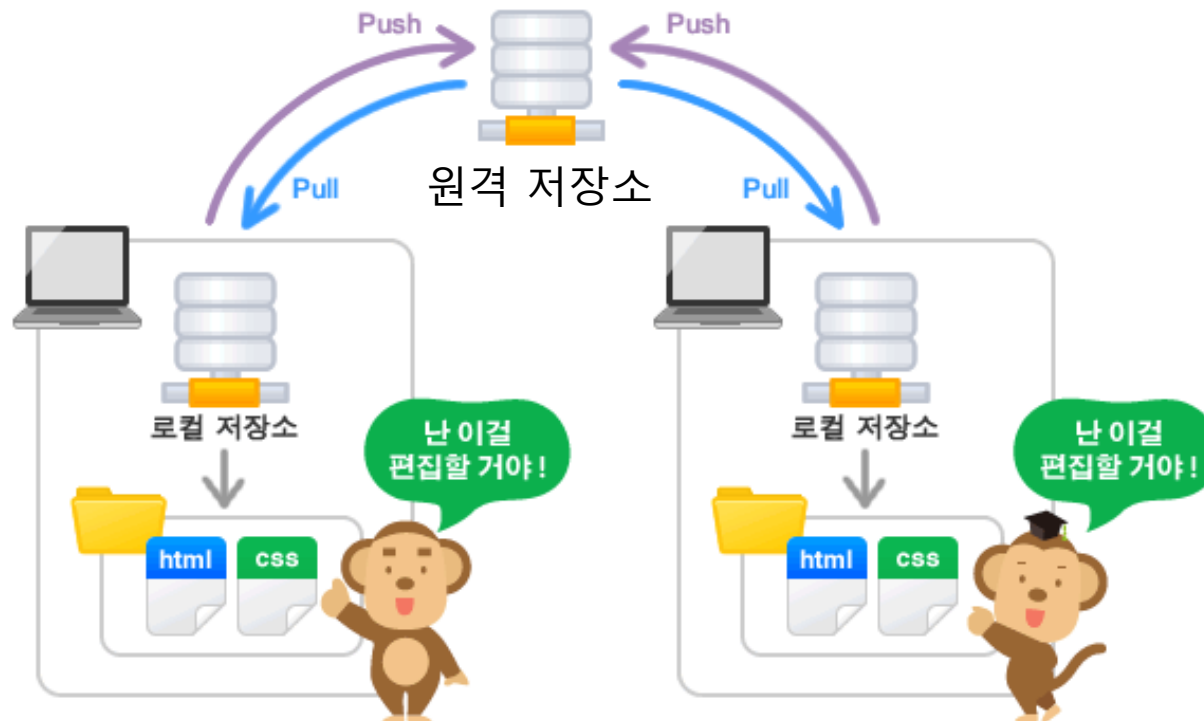 Push
Push
Pull
원격 저장소
Pull
로컬 저장소
로컬 저장소
난 이걸
편집할 거야 !
난 이걸
편집할 거야 !
html
css
html
css